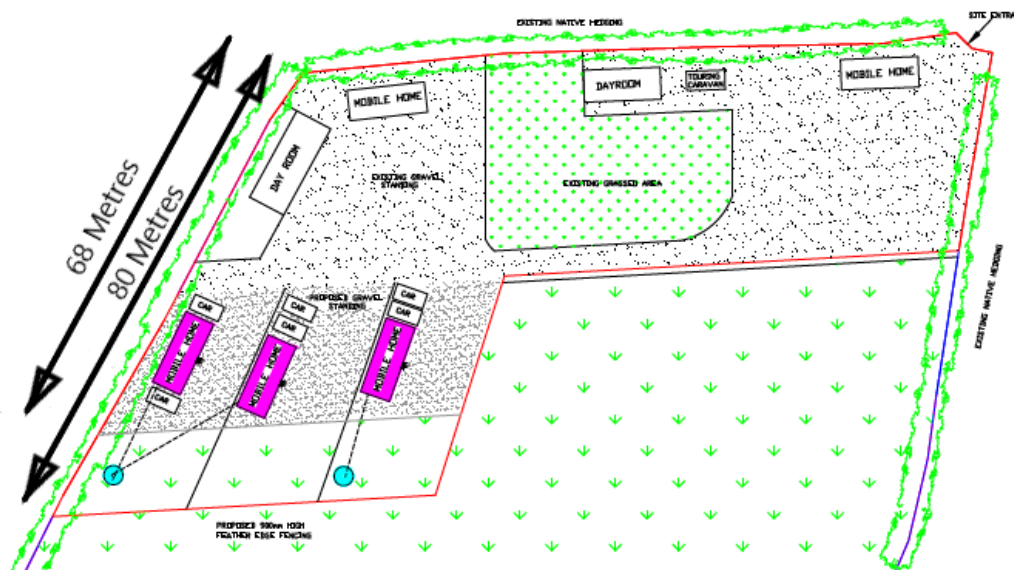 EXISTING NATIVE HEDGING
SITE ENTRA
MOBILE HOME
DAYROOM
TOURING
CARAVAN
MOBILE HOME
DAY ROOM
EXISTING GRAVEL
STANDING
EXISTING GRASSED AREA
68 Metres
80 Metres
EXISTING NATIVE HEDGING
PROPOSED GRAVEL
STANDING
CAR
CAR
CAR
CAR
CAR
MOBILE HOME
MOBILE HOME
MOBILE HOME
CAR
PROPOSED 900mm HIGH
FEATHER EDGE FENCING